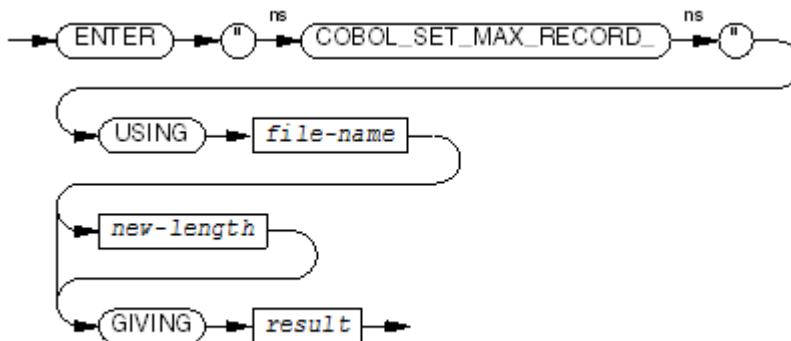 ns ns
ENTER " COBOL_SET_MAX_RECORD_ "
USING file-name
new-length
GIVING result